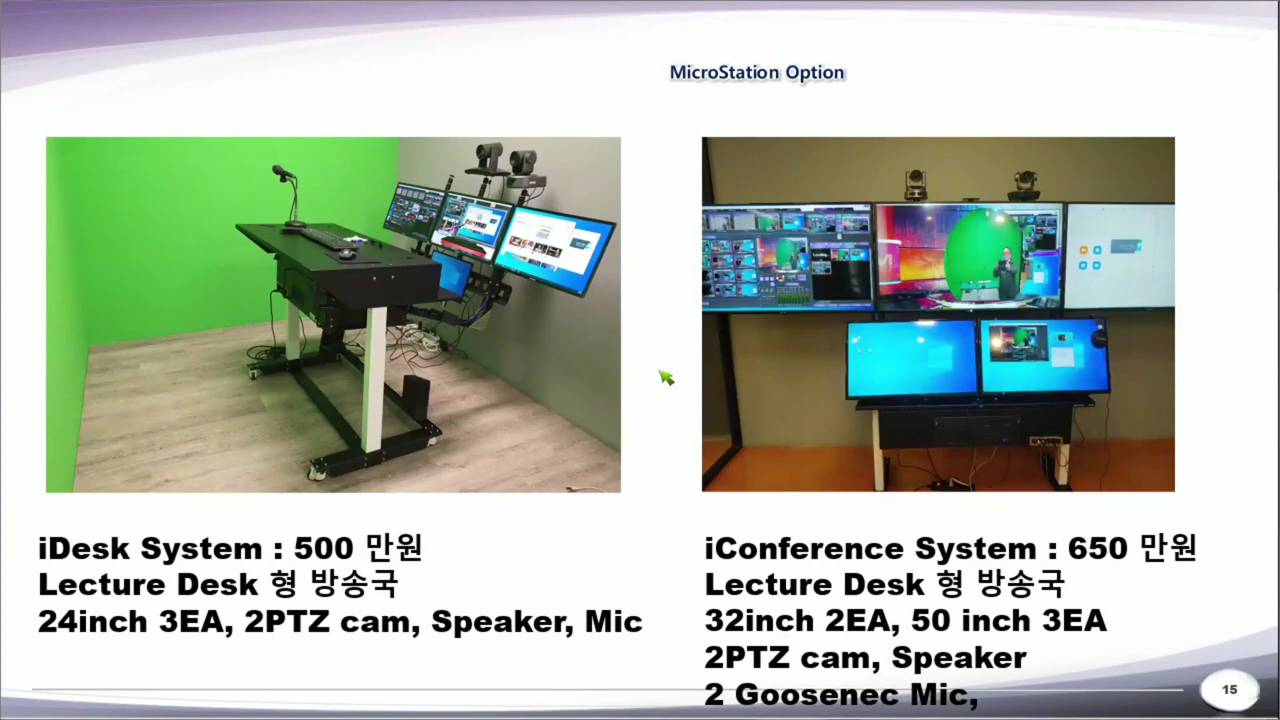 MicroStation Option
iDesk System : 500 만원
Lecture Desk 형 방송국
24inch 3EA, 2PTZ cam, Speaker, Mic
iConference System : 650 만원
Lecture Desk 형 방송국
32inch 2EA, 50 inch 3EA
2PTZ cam, Speaker
2 Goosenec Mic,
15